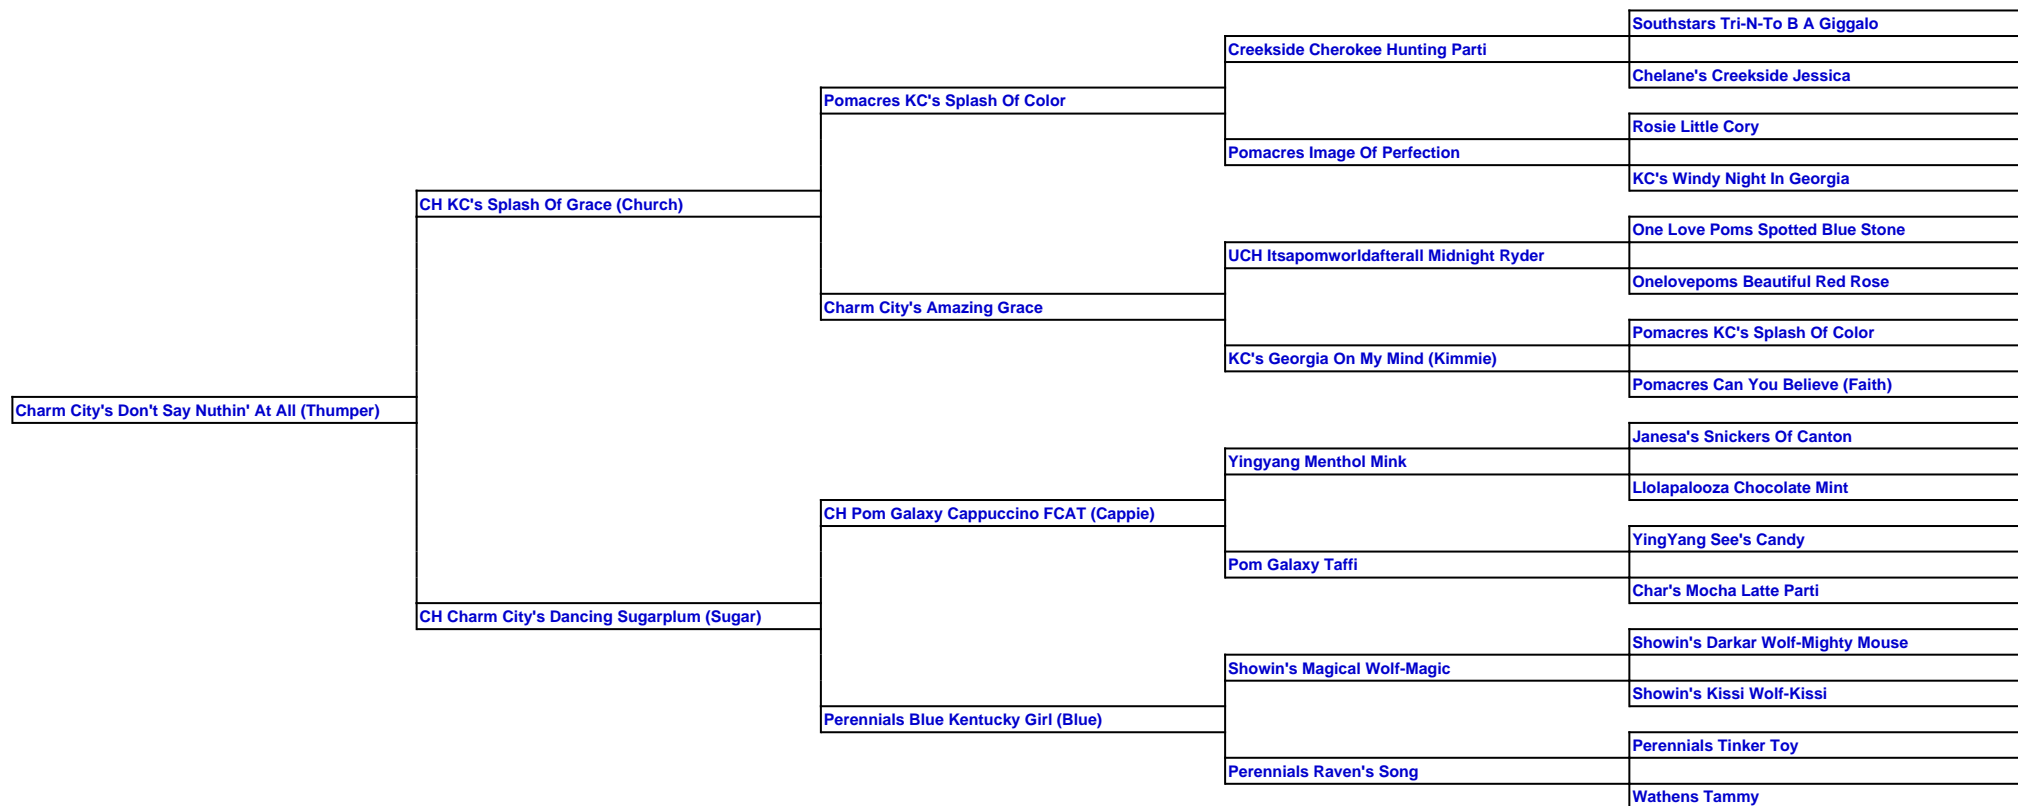 Southstars Tri-N-To B A Giggalo
Creekside Cherokee Hunting Parti
Chelane's Creekside Jessica
Pomacres KC's Splash Of Color
Rosie Little Cory
Pomacres Image Of Perfection
KC's Windy Night In Georgia
CH KC's Splash Of Grace (Church)
One Love Poms Spotted Blue Stone
UCH Itsapomworldafterall Midnight Ryder
Onelovepoms Beautiful Red Rose
Charm City's Amazing Grace
Pomacres KC's Splash Of Color
KC's Georgia On My Mind (Kimmie)
Pomacres Can You Believe (Faith)
Charm City's Don't Say Nuthin' At All (Thumper)
Janesa's Snickers Of Canton
Yingyang Menthol Mink
Llolapalooza Chocolate Mint
CH Pom Galaxy Cappuccino FCAT (Cappie)
YingYang See's Candy
Pom Galaxy Taffi
Char's Mocha Latte Parti
CH Charm City's Dancing Sugarplum (Sugar)
Showin's Darkar Wolf-Mighty Mouse
Showin's Magical Wolf-Magic
Showin's Kissi Wolf-Kissi
Perennials Blue Kentucky Girl (Blue)
Perennials Tinker Toy
Perennials Raven's Song
Wathens Tammy